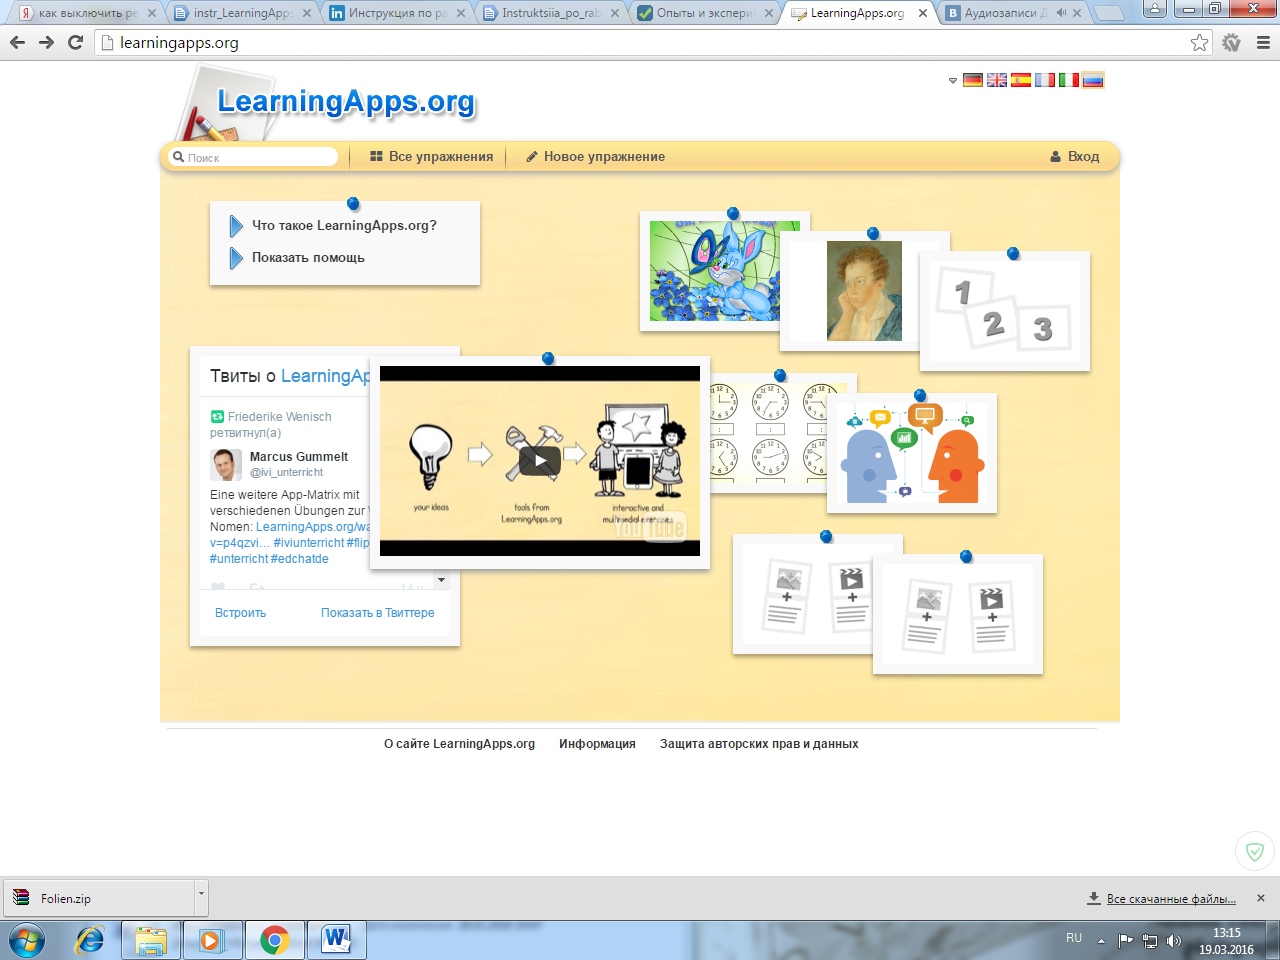 как выключить ре
instr_LearningApps
Инструкция по ра
Instruktsiia_po_rab
Опыты и экспери
LearningApps.org
Аудиозаписи Д
learningapps.org
LearningApps.org
Поиск
Все упражнения
Новое упражнение
Вход
Что такое LearningApps.org?
Показать помощь
1
2
3
Твиты о LearningAp
Friederike Wenisch
ретвитнул(а)
Marcus Gummelt
@ivi_unterricht
Eine weitere App-Matrix mit
verschiedenen Übungen zur
Nomen: LearningApps.org/wa
v=p4qzvi… #iviunterricht #flip
#unterricht #edchatde
Встроить
Показать в Твиттере
your ideas
tools from
LearningApps.org
interactive and
multimedial exercises
YouTube
О сайте LearningApps.org
Информация
Защита авторских прав и данных
Folien.zip
Все скачанные файлы...
RU
13:15
19.03.2016